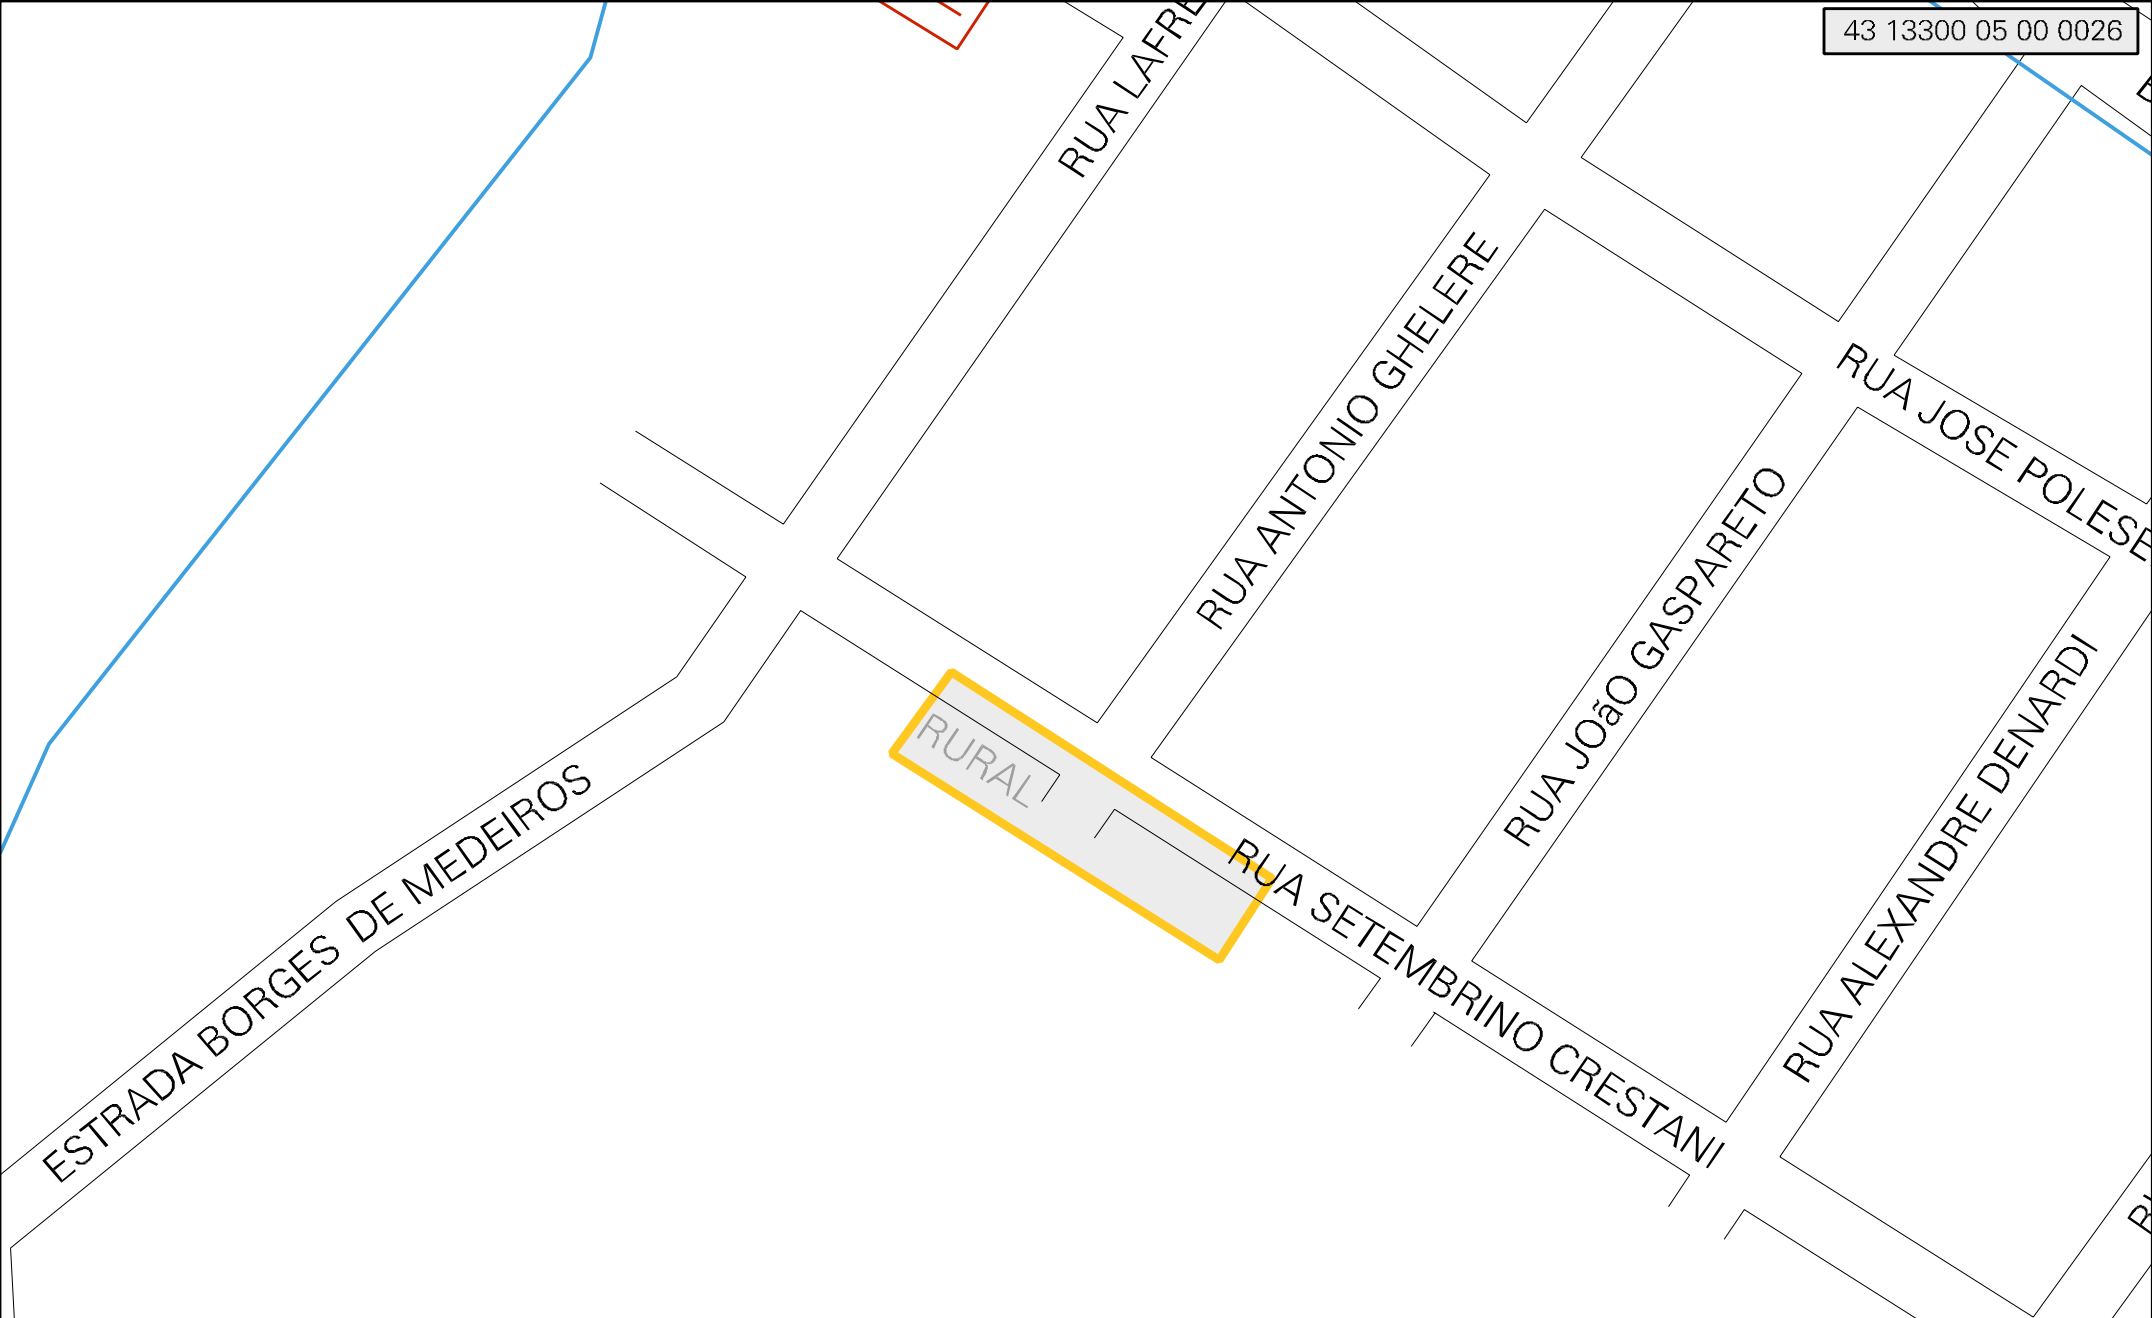 43 13300 05 00 0026
RUA LAFRE
RUA ANTONIO GHELERE
RUA JOSE POLESE
RUA JOãO GASPARETO
RUA ALEXANDRE DENARDI
RURAL
RUA SETEMBRINO CRESTANI
ESTRADA BORGES DE MEDEIROS